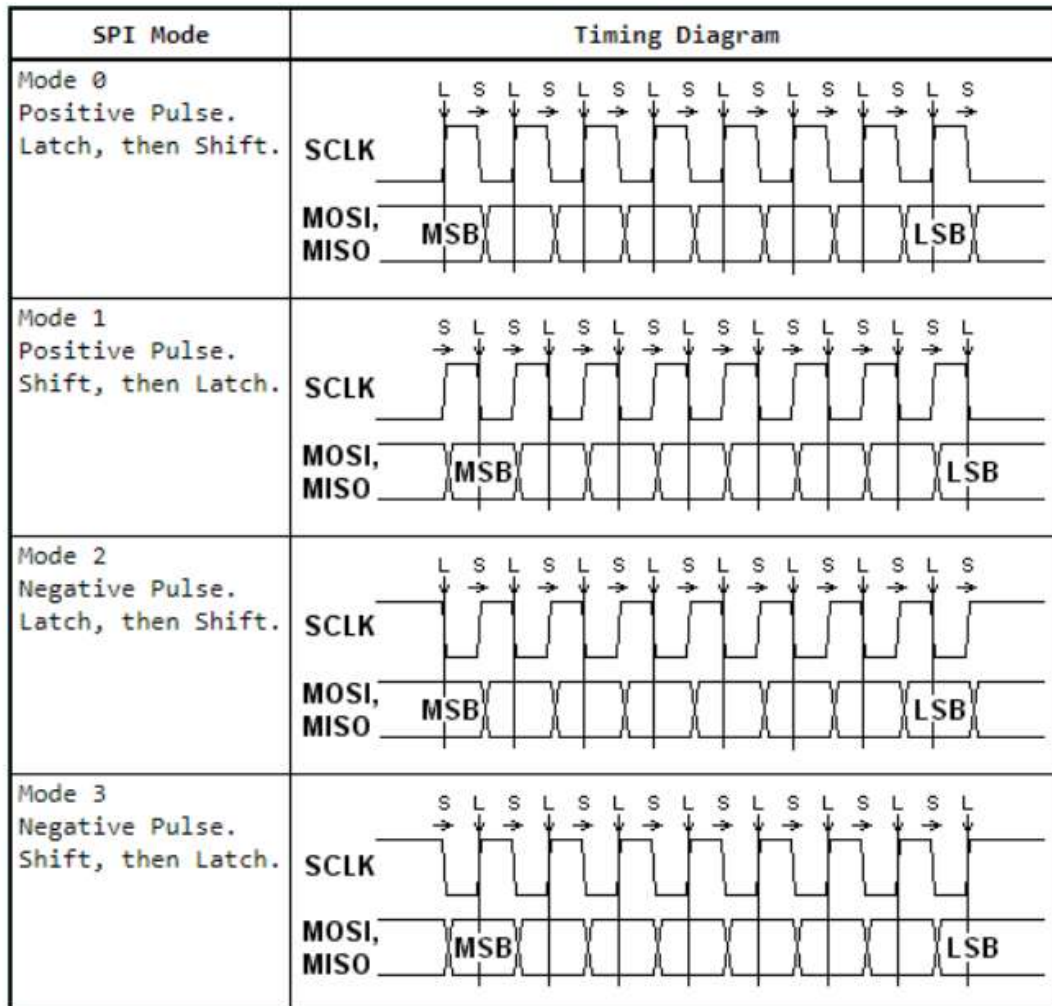 SPI Mode
Timing Diagram
Mode 0
Positive Pulse.
Latch, then Shift.
L S L S L S L S L S L S L S L S
SCLK
MOSI,
MISO
MSB
LSB
Mode 1
Positive Pulse.
Shift, then Latch.
S L S L S L S L S L S L S L S L
SCLK
MOSI,
MISO
MSB
LSB
Mode 2
Negative Pulse.
Latch, then Shift.
L S L S L S L S L S L S L S L S
SCLK
MOSI,
MISO
MSB
LSB
Mode 3
Negative Pulse.
Shift, then Latch.
S L S L S L S L S L S L S L S L
SCLK
MOSI,
MISO
MSB
LSB